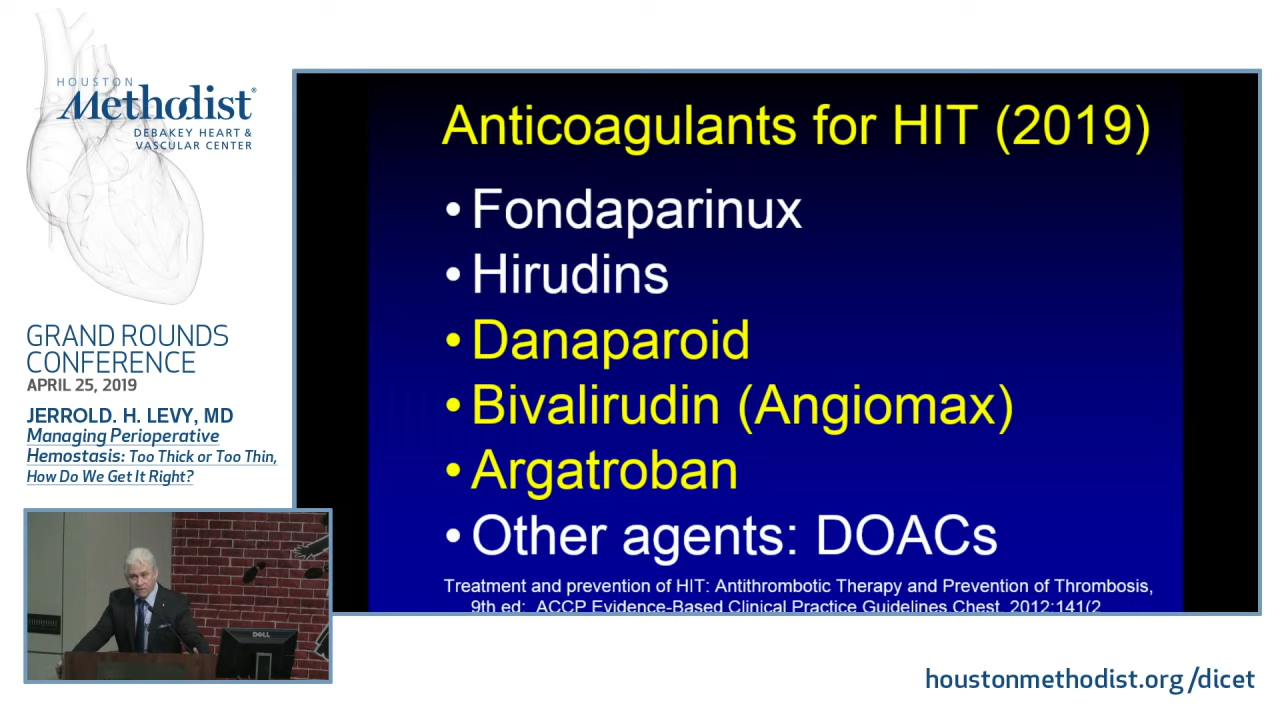 HOUSTON
Methodist®
DEBAKEY HEART &
VASCULAR CENTER
GRAND ROUNDS
CONFERENCE
APRIL 25, 2019
JERROLD. H. LEVY, MD
Managing Perioperative
Hemostasis: Too Thick or Too Thin,
How Do We Get It Right?
Anticoagulants for HIT (2019)
• Fondaparinux
• Hirudins
• Danaparoid
• Bivalirudin (Angiomax)
• Argatroban
• Other agents: DOACs
Treatment and prevention of HIT: Antithrombotic Therapy and Prevention of Thrombosis,
9th ed: ACCP Evidence-Based Clinical Practice Guidelines Chest 2012;141(2
DELL
houstonmethodist.org/dicet